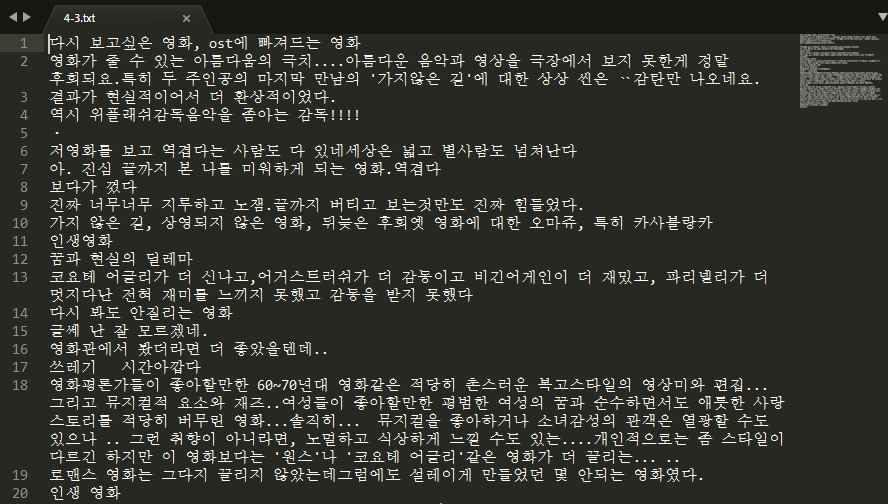 4-3.txt
1 다시 보고싶은 영화, ost에 빠져드는 영화
2 영화가 줄 수 있는 아름다움의 극치....아름다운 음악과 영상을 극장에서 보지 못한게 정말
후회되요.특히 두 주인공의 마지막 만남의 '가지않은 길'에 대한 상상 씬은 ~~감탄만 나오네요.
3 결과가 현실적이어서 더 환상적이었다.
4 역시 위플래쉬감독음악을 좀아는 감독!!!!
5 .
6 저영화를 보고 역겹다는 사람도 다 있네세상은 넓고 별사람도 넘쳐난다
7 아. 진심 끝까지 본 나를 미워하게 되는 영화.역겹다
8 보다가 껐다
9 진짜 너무너무 지루하고 노잼.끝까지 버티고 보는것만도 진짜 힘들었다.
10 가지 않은 길, 상영되지 않은 영화, 뒤늦은 후회옛 영화에 대한 오마쥬, 특히 카사블랑카
11 인생영화
12 꿈과 현실의 딜레마
13 코요테 어글리가 더 신나고,어거스트러쉬가 더 감동이고 비긴어게인이 더 재밌고, 파리넬리가 더
멋지다난 전혀 재미를 느끼지 못했고 감동을 받지 못했다
14 다시 봐도 안질리는 영화
15 글쎄 난 잘 모르겠네.
16 영화관에서 봤더라면 더 좋았을텐데..
17 쓰레기   시간아깝다
18 영화평론가들이 좋아할만한 60~70년대 영화같은 적당히 촌스러운 복고스타일의 영상미와 편집...
그리고 뮤지컬적 요소와 재즈..여성들이 좋아할만한 평범한 여성의 꿈과 순수하면서도 애틋한 사랑
스토리를 적당히 버무린 영화...솔직히...  뮤지컬을 좋아하거나 소녀감성의 관객은 열광할 수도
있으나 .. 그런 취향이 아니라면, 노멀하고 식상하게 느낄 수도 있는....개인적으로는 좀 스타일이
다르긴 하지만 이 영화보다는 '원스'나 '코요테 어글리'같은 영화가 더 끌리는... ..
19 로맨스 영화는 그다지 끌리지 않았는데그럼에도 설레이게 만들었던 몇 안되는 영화였다.
20 인생 영화